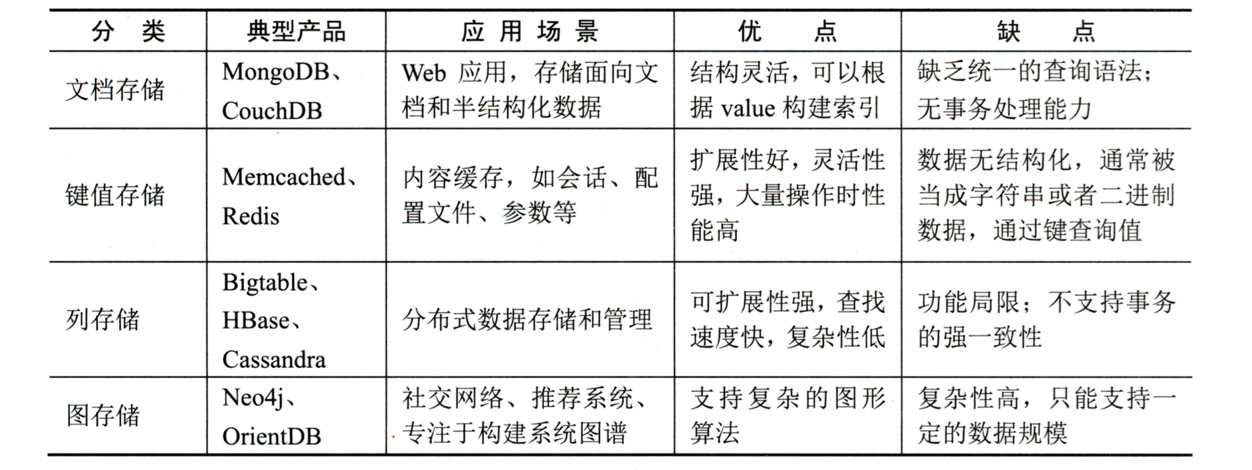 分 类 典型产品 应 用 场 景 优 点 缺 点
文档存储
MongoDB、
CouchDB
Web 应用，存储面向文
档和半结构化数据
结构灵活，可以根
据 value 构建索引
缺乏统一的查询语法；
无事务处理能力
键值存储
Memcached、
Redis
内容缓存，如会话、配
置文件、参数等
扩展性好，灵活性
强，大量操作时性
能高
数据无结构化，通常被
当成字符串或者二进制
数据，通过键查询值
列存储
Bigtable、
HBase、
Cassandra
分布式数据存储和管理
可扩展性强，查找
速度快，复杂性低
功能局限；不支持事务
的强一致性
图存储
Neo4j、
OrientDB
社交网络、推荐系统、
专注于构建系统图谱
支持复杂的图形
算法
复杂性高，只能支持一
定的数据规模